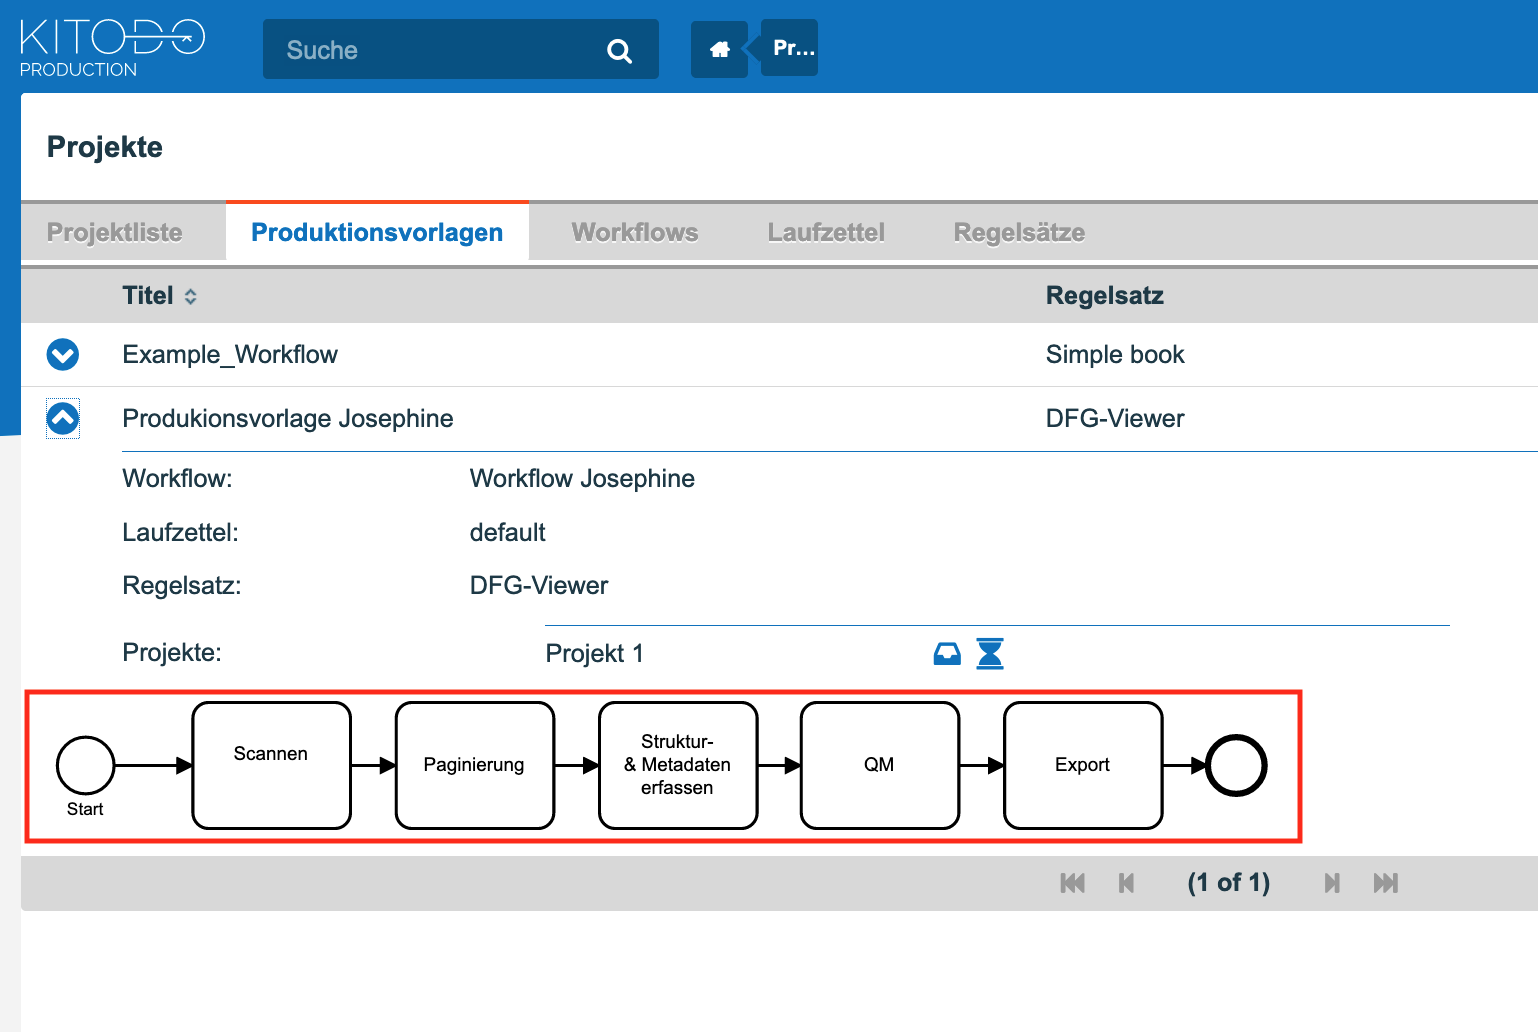 KITODO
PRODUCTION
Suche
Pr...
Projekte
Projektliste
Produktionsvorlagen
Workflows
Laufzettel
Regelsätze
Titel
Regelsatz
Example_Workflow
Simple book
Produkionsvorlage Josephine
DFG-Viewer
Workflow:
Workflow Josephine
Laufzettel:
default
Regelsatz:
DFG-Viewer
Projekte:
Projekt 1
Start
Scannen
Paginierung
Struktur-
& Metadaten
erfassen
QM
Export
(1 of 1)